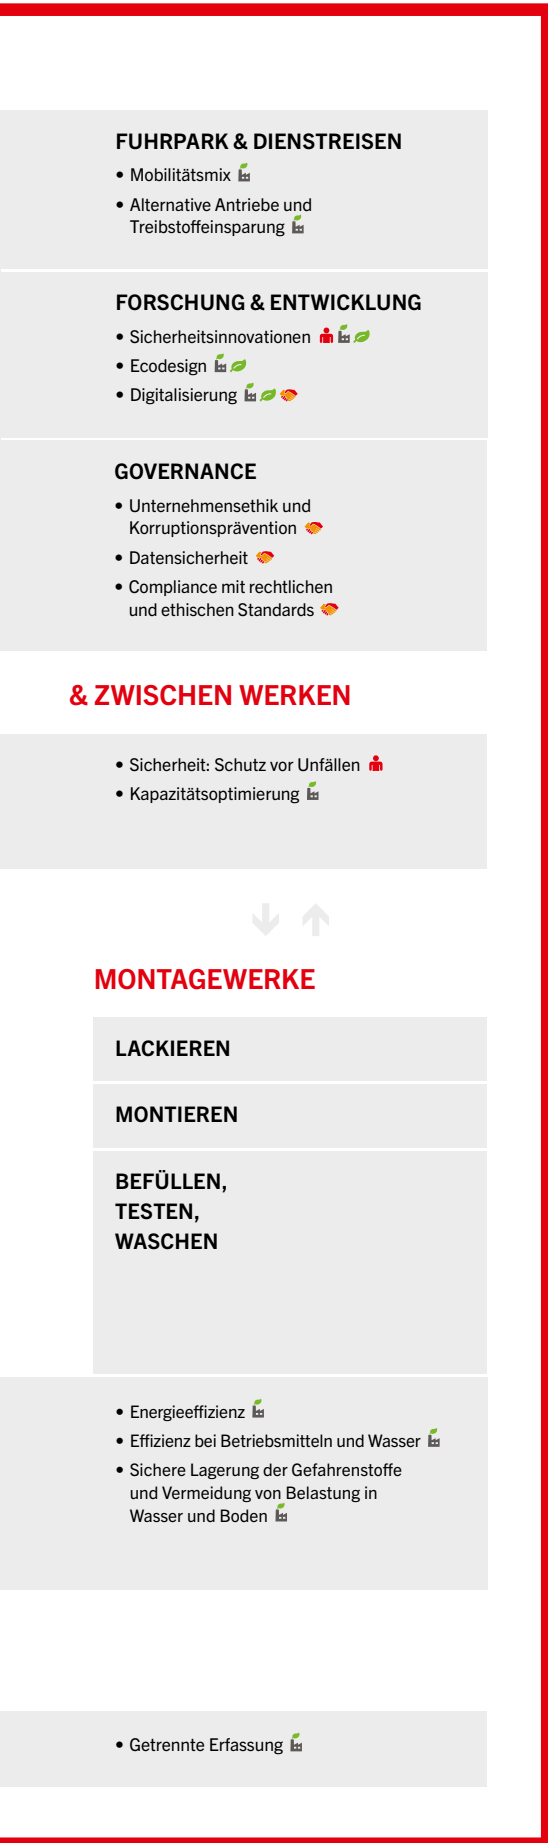 FUHRPARK & DIENSTREISEN
• Mobilitätsmix
• Alternative Antriebe und
Treibstoffeinsparung
FORSCHUNG & ENTWICKLUNG
• Sicherheitsinnovationen
• Ecodesign
• Digitalisierung
GOVERNANCE
• Unternehmensethik und
Korruptionsprävention
• Datensicherheit
• Compliance mit rechtlichen
und ethischen Standards
& ZWISCHEN WERKEN
• Sicherheit: Schutz vor Unfällen
• Kapazitätsoptimierung
MONTAGEWERKE
LACKIEREN
MONTIEREN
BEFÜLLEN,
TESTEN,
WASCHEN
• Energieeffizienz
• Effizienz bei Betriebsmitteln und Wasser
• Sichere Lagerung der Gefahrenstoffe
und Vermeidung von Belastung in
Wasser und Boden
• Getrennte Erfassung